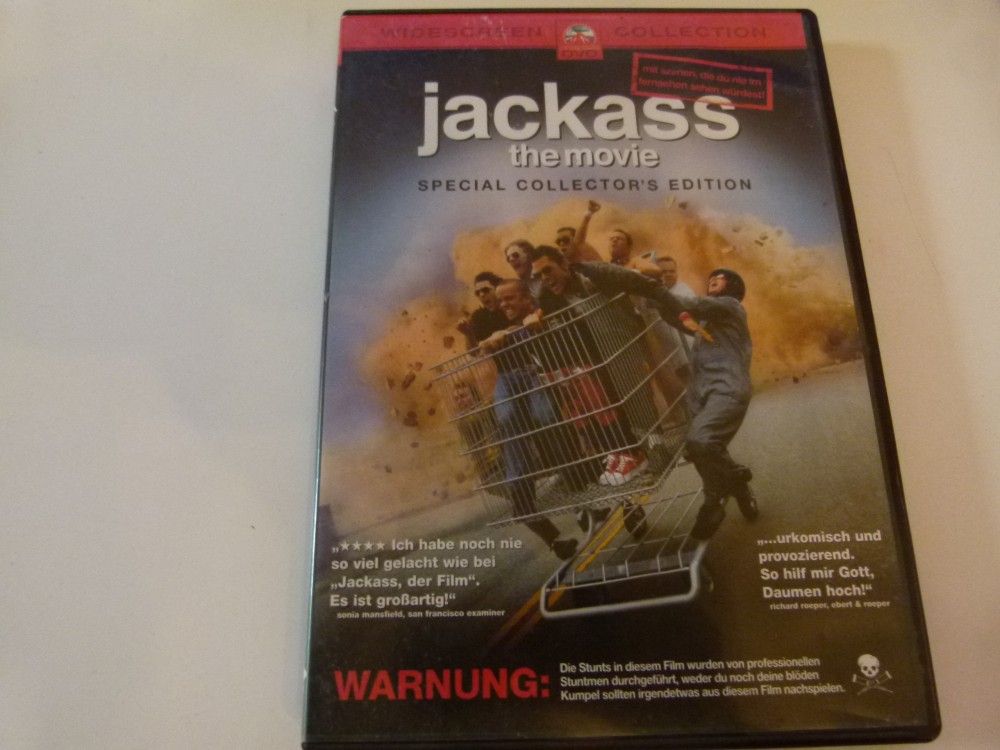 WIDESCREEN COLLECTION
DVD
mit szenen, die du nie im
fernsehen sehen würdest!
jackass
the movie
SPECIAL COLLECTOR'S EDITION
„★★★★ Ich habe noch nie
so viel gelacht wie bei
„Jackass, der Film“.
Es ist großartig!“
sonia mansfield, san francisco examiner
„...urkomisch und
provozierend.
So hilf mir Gott,
Daumen hoch!“
richard roeper, ebert & roeper
WARNUNG:
Die Stunts in diesem Film wurden von professionellen
Stuntmen durchgeführt, weder du noch deine blöden
Kumpel sollten irgendetwas aus diesem Film nachspielen.